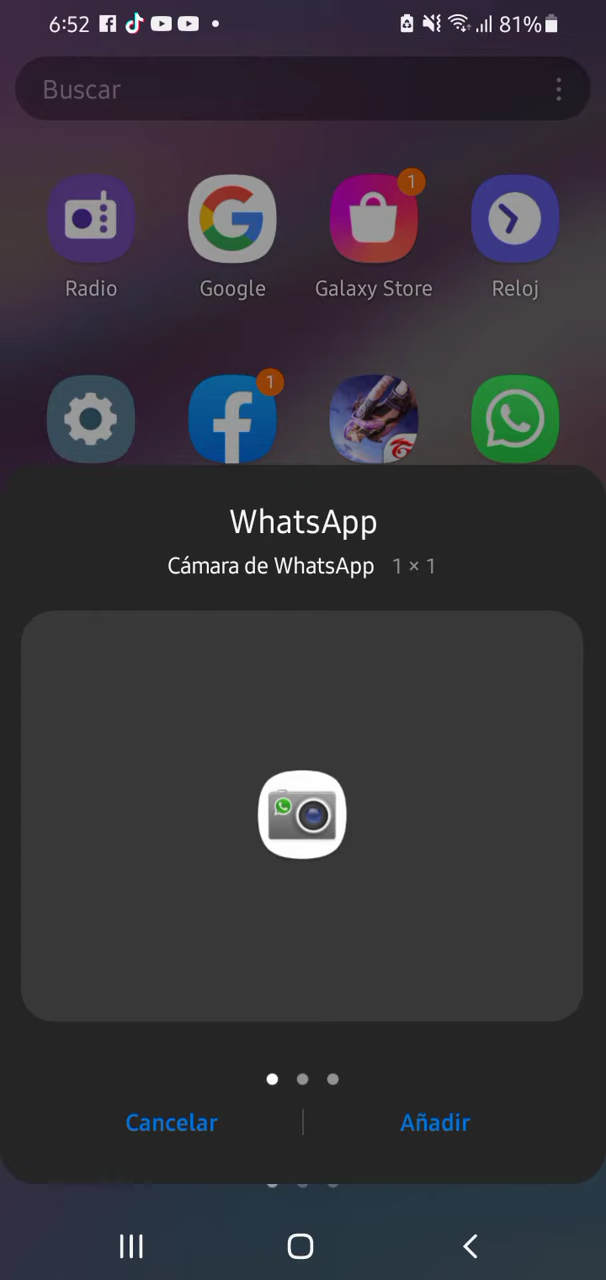 6:52
81%
Buscar
1
Radio Google Galaxy Store Reloj
1
WhatsApp
Cámara de WhatsApp 1 × 1
Cancelar Añadir